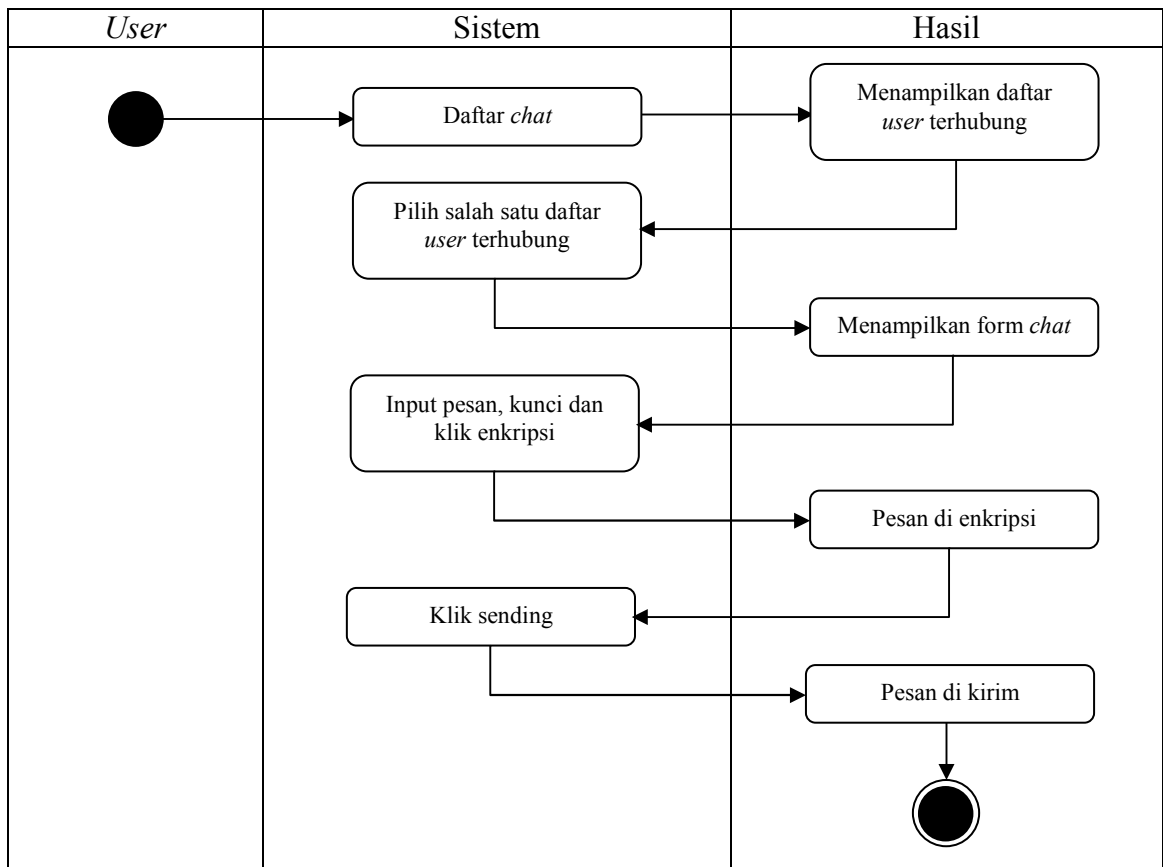 User
Sistem
Hasil
Daftar chat
Menampilkan daftar
user terhubung
Pilih salah satu daftar
user terhubung
Menampilkan form chat
Input pesan, kunci dan
klik enkripsi
Pesan di enkripsi
Klik sending
Pesan di kirim